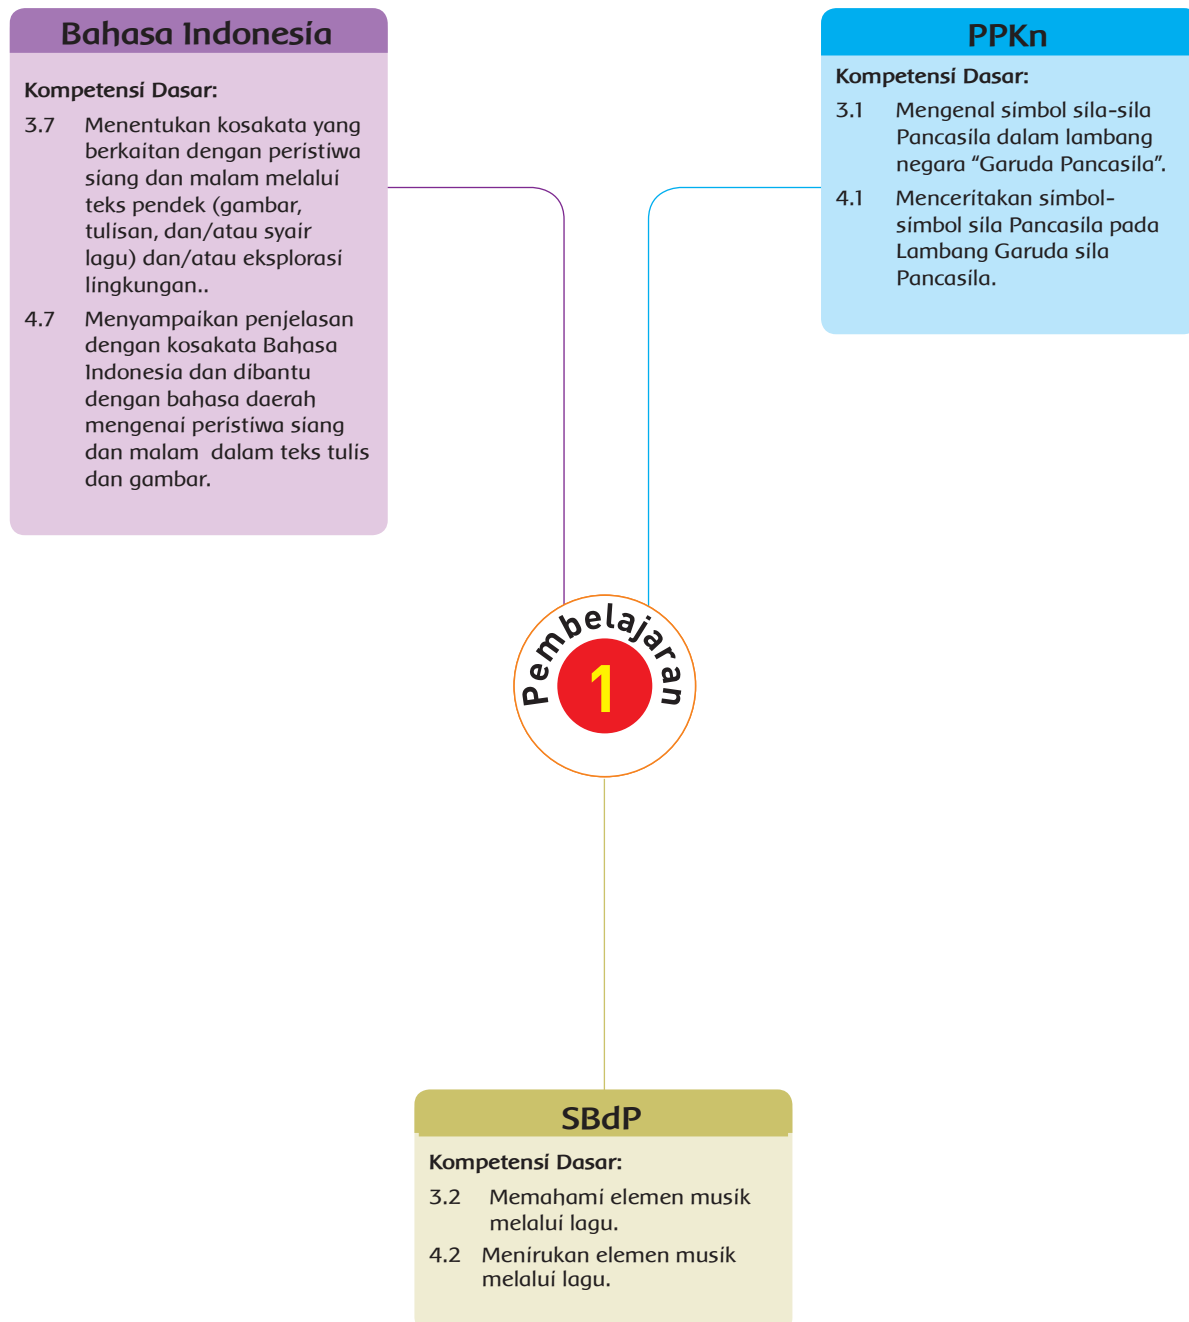 Bahasa Indonesia
Kompetensi Dasar:
3.7 Menentukan kosakata yang
berkaitan dengan peristiwa
siang dan malam melalui
teks pendek (gambar,
tulisan, dan/atau syair
lagu) dan/atau eksplorasi
lingkungan..
4.7 Menyampaikan penjelasan
dengan kosakata Bahasa
Indonesia dan dibantu
dengan bahasa daerah
mengenai peristiwa siang
dan malam dalam teks tulis
dan gambar.
PPKn
Kompetensi Dasar:
3.1 Mengenal simbol sila-sila
Pancasila dalam lambang
negara “Garuda Pancasila”.
4.1 Menceritakan simbol-
simbol sila Pancasila pada
Lambang Garuda sila
Pancasila.
Pembelajaran
1
SBdP
Kompetensi Dasar:
3.2 Memahami elemen musik
melalui lagu.
4.2 Menirukan elemen musik
melalui lagu.